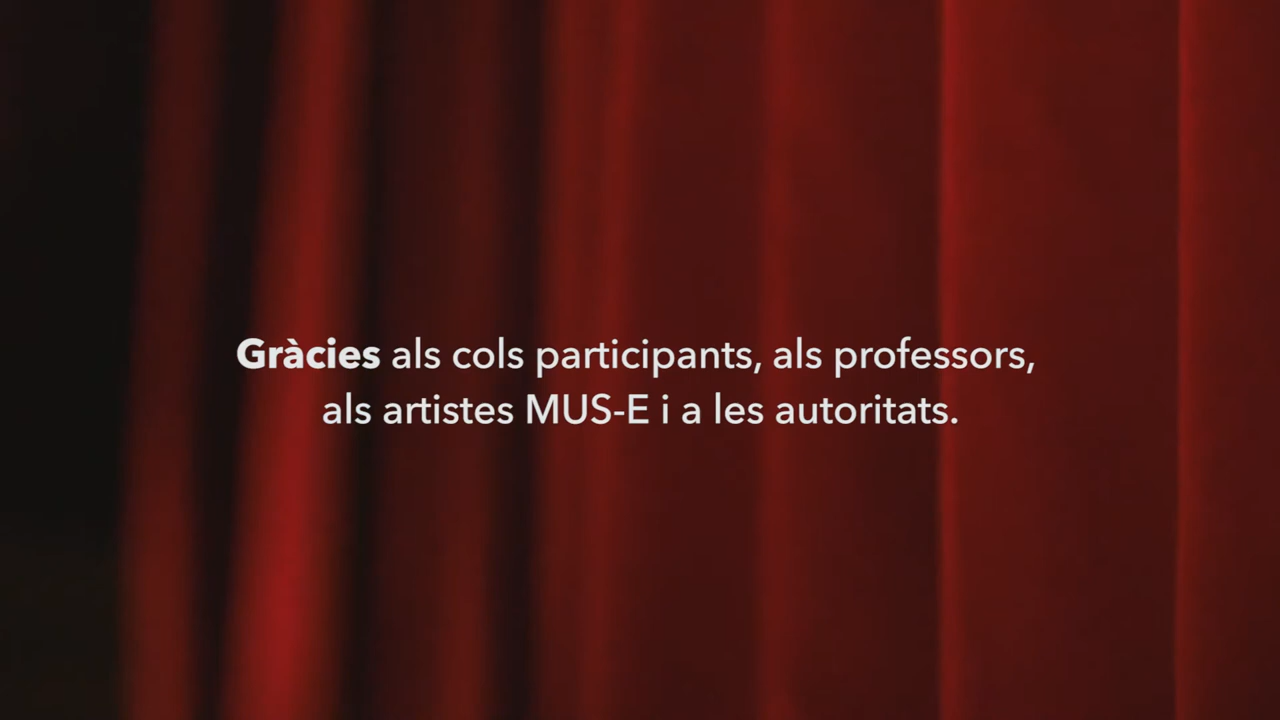 Gràcies als cols participants, als professors,
als artistes MUS-E i a les autoritats.